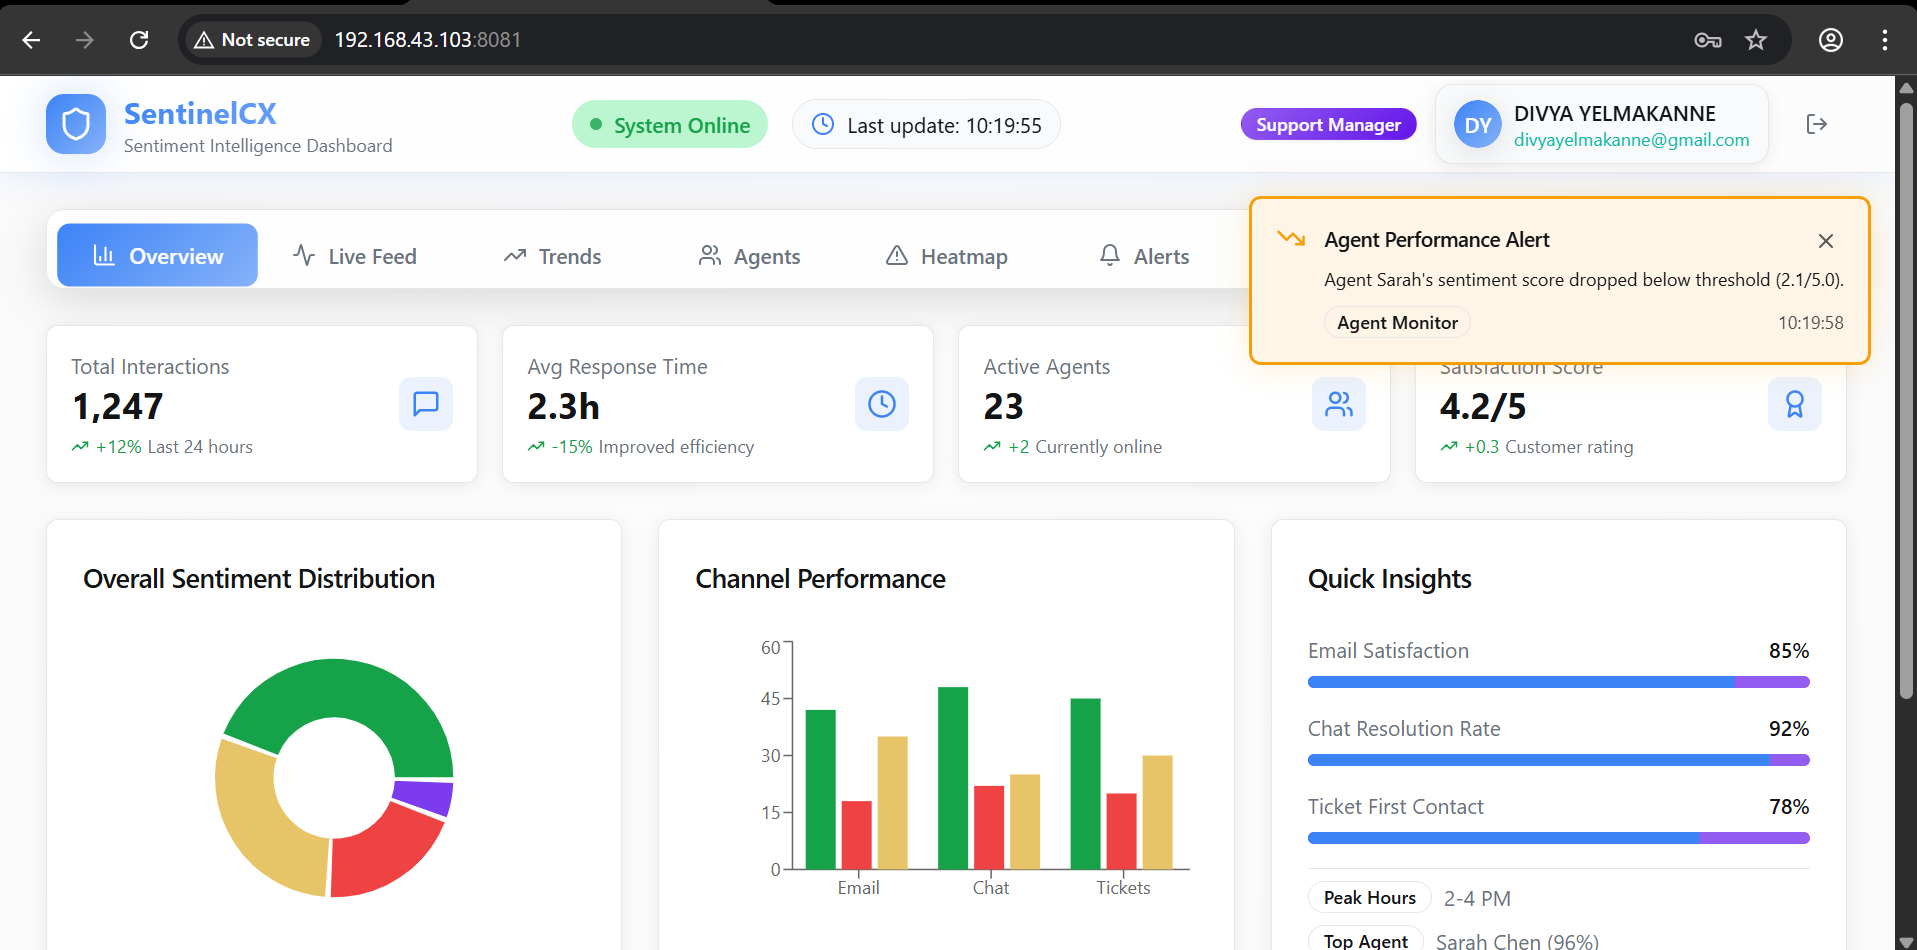 Not secure 192.168.43.103:8081
SentinelCX
Sentiment Intelligence Dashboard
System Online
Last update: 10:19:55
Support Manager
DY
DIVYA YELMAKANNE
divyayelmakanne@gmail.com
Overview
Live Feed
Trends
Agents
Heatmap
Alerts
Agent Performance Alert
Agent Sarah's sentiment score dropped below threshold (2.1/5.0).
Agent Monitor
10:19:58
Total Interactions
1,247
+12% Last 24 hours
Avg Response Time
2.3h
-15% Improved efficiency
Active Agents
23
+2 Currently online
Satisfaction Score
4.2/5
+0.3 Customer rating
Overall Sentiment Distribution
Channel Performance
60
45
30
15
0
Email
Chat
Tickets
Quick Insights
Email Satisfaction 85%
Chat Resolution Rate 92%
Ticket First Contact 78%
Peak Hours 2-4 PM
Top Agent Sarah Chen (96%)